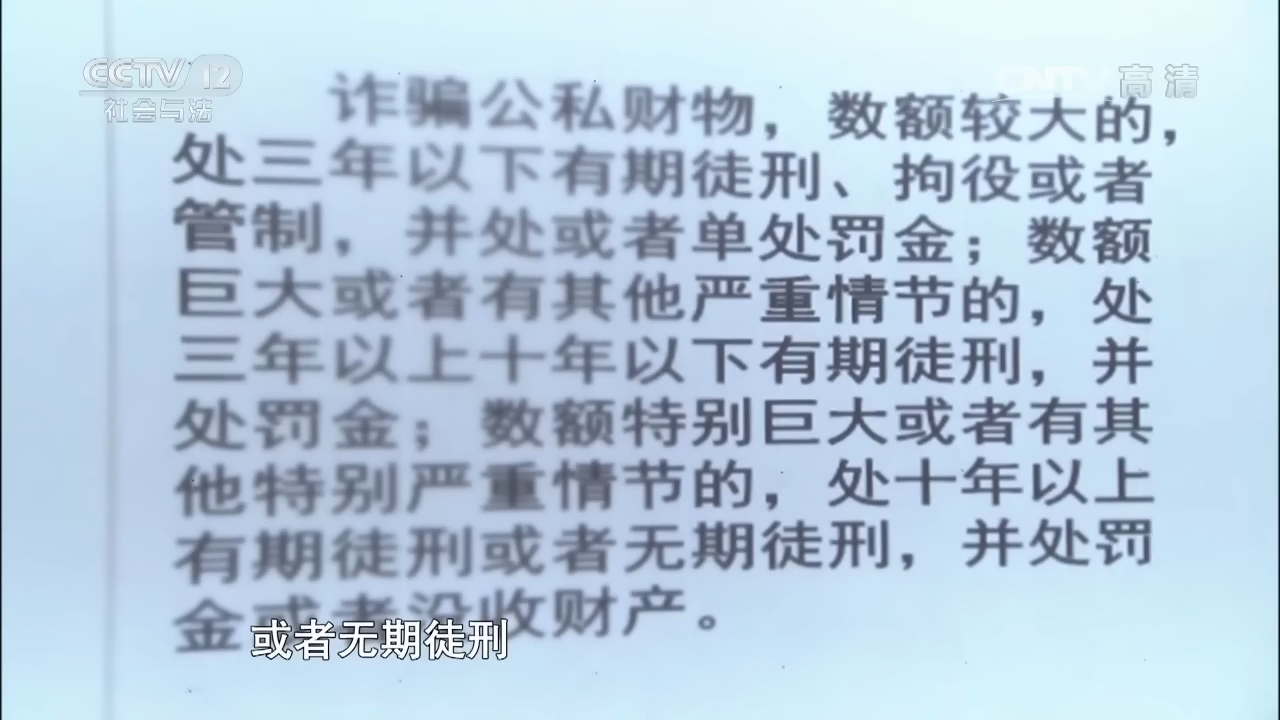 CCTV 12
社会与法
CNTV 高清
诈骗公私财物，数额较大的，
处三年以下有期徒刑、拘役或者
管制，并处或者单处罚金；数额
巨大或者有其他严重情节的，处
三年以上十年以下有期徒刑，并
处罚金；数额特别巨大或者有其
他特别严重情节的，处十年以上
有期徒刑或者无期徒刑，并处罚
金或者没收财产。
或者无期徒刑